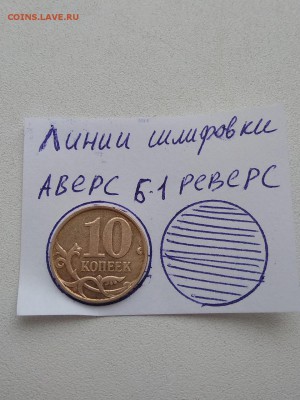 COINS.LAVE.RU
Линии шлифовки
АВЕРС Б-1 РЕВЕРС
10
КОПЕЕК